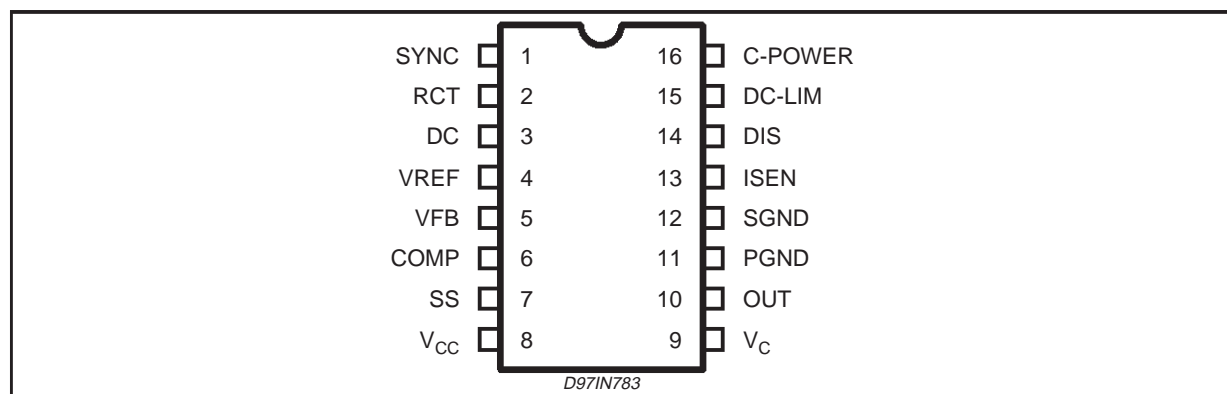 SYNC 1 16 C-POWER
RCT 2 15 DC-LIM
DC 3 14 DIS
VREF 4 13 ISEN
VFB 5 12 SGND
COMP 6 11 PGND
SS 7 10 OUT
VCC 8 9 VC
D97IN783